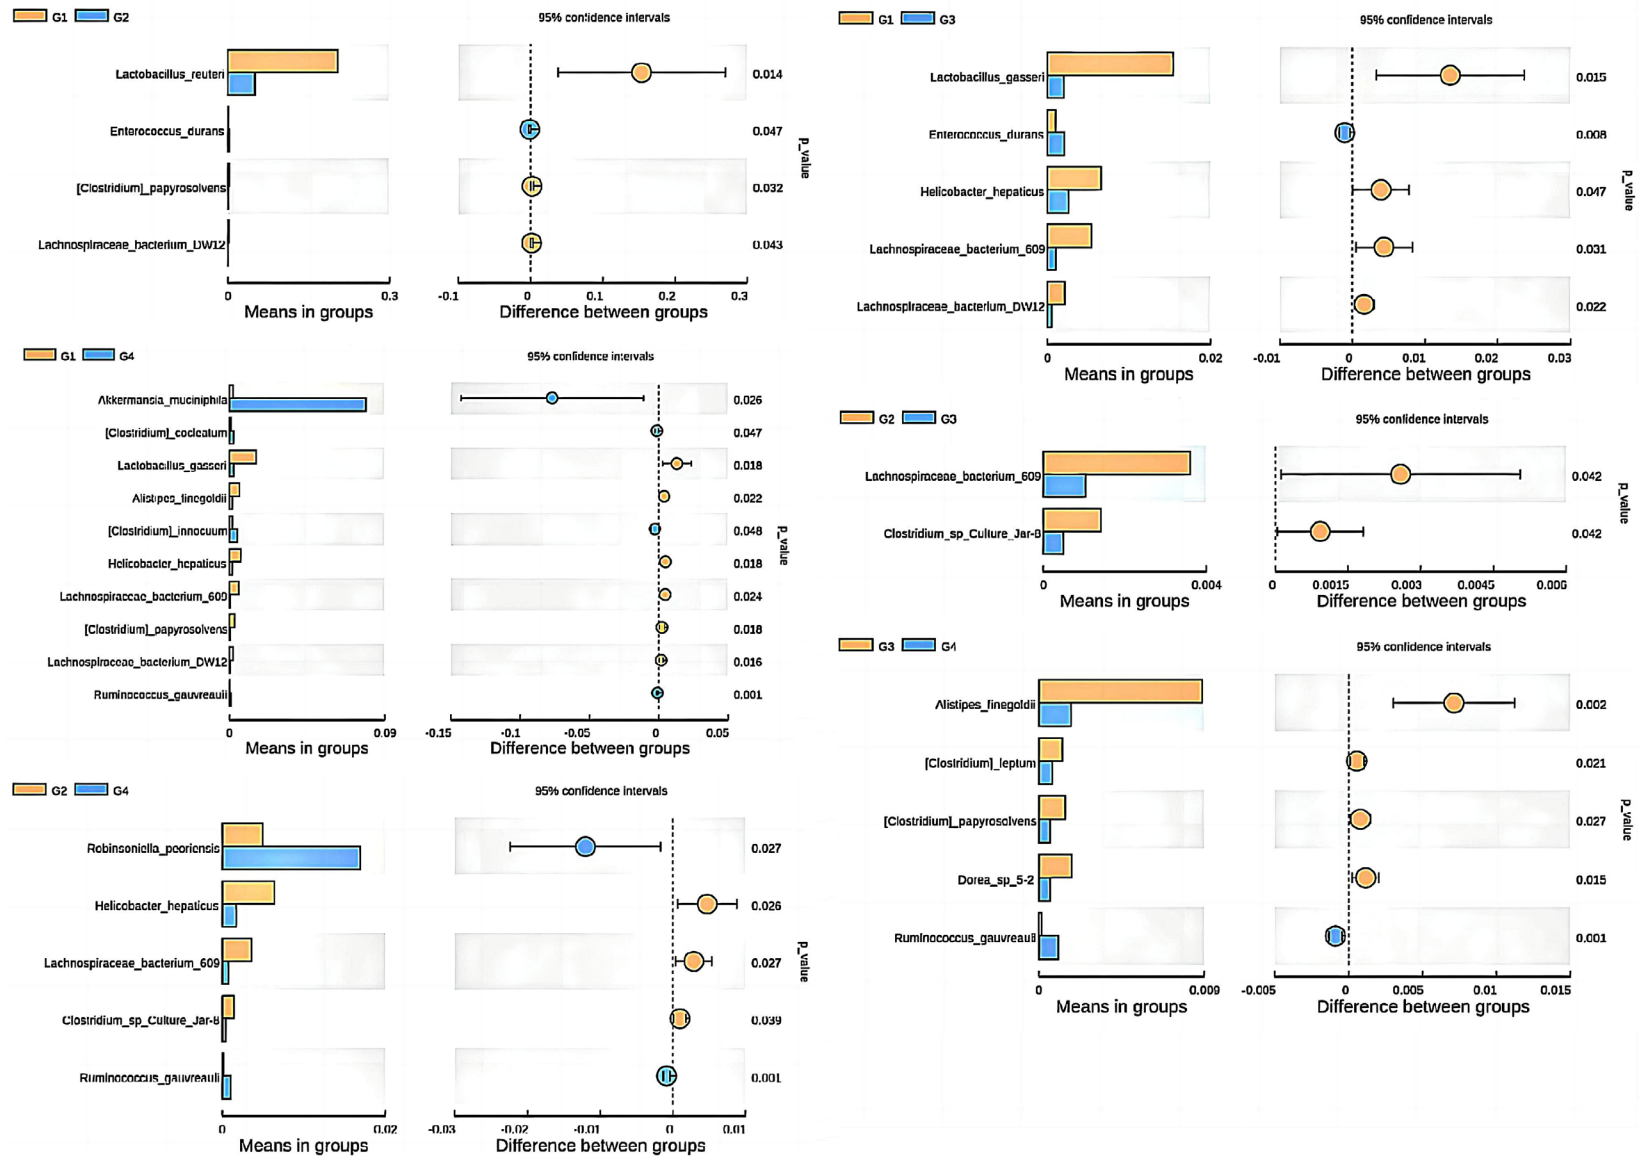 G1 G2
95% confidence intervals
Lactobacillus_reuteri 0.014
Enterococcus_durans 0.047
[Clostridium]_papyrosolvens 0.032
Lachnospiraceae_bacterium_DW12 0.043
p_value
0 0.3 -0.1 0 0.1 0.2 0.3
Means in groups Difference between groups
G1 G4
95% confidence intervals
Akkermansia_muciniphila 0.026
[Clostridium]_cocleatum 0.047
Lactobacillus_gasseri 0.018
Alistipes_finegoldii 0.022
[Clostridium]_innocuum 0.048
Helicobacter_hepaticus 0.018
Lachnospiraceae_bacterium_609 0.024
[Clostridium]_papyrosolvens 0.018
Lachnospiraceae_bacterium_DW12 0.016
Ruminococcus_gauvreauii 0.001
p_value
0 0.09 -0.15 -0.1 -0.05 0 0.05
Means in groups Difference between groups
G2 G4
95% confidence intervals
Robinsoniella_peoriensis 0.027
Helicobacter_hepaticus 0.026
Lachnospiraceae_bacterium_609 0.027
Clostridium_sp_Culture_Jar-8 0.039
Ruminococcus_gauvreauii 0.001
p_value
0 0.02 -0.03 -0.02 -0.01 0 0.01
Means in groups Difference between groups
G1 G3
95% confidence intervals
Lactobacillus_gasseri 0.015
Enterococcus_durans 0.008
Helicobacter_hepaticus 0.047
Lachnospiraceae_bacterium_609 0.031
Lachnospiraceae_bacterium_DW12 0.022
p_value
0 0.02 -0.01 0 0.01 0.02 0.03
Means in groups Difference between groups
G2 G3
95% confidence intervals
Lachnospiraceae_bacterium_609 0.042
Clostridium_sp_Culture_Jar-8 0.042
p_value
0 0.004 0 0.0015 0.003 0.0045 0.006
Means in groups Difference between groups
G3 G4
95% confidence intervals
Alistipes_finegoldii 0.002
[Clostridium]_leptum 0.021
[Clostridium]_papyrosolvens 0.027
Dorea_sp_5-2 0.015
Ruminococcus_gauvreauii 0.001
p_value
0 0.009 -0.005 0 0.005 0.01 0.015
Means in groups Difference between groups